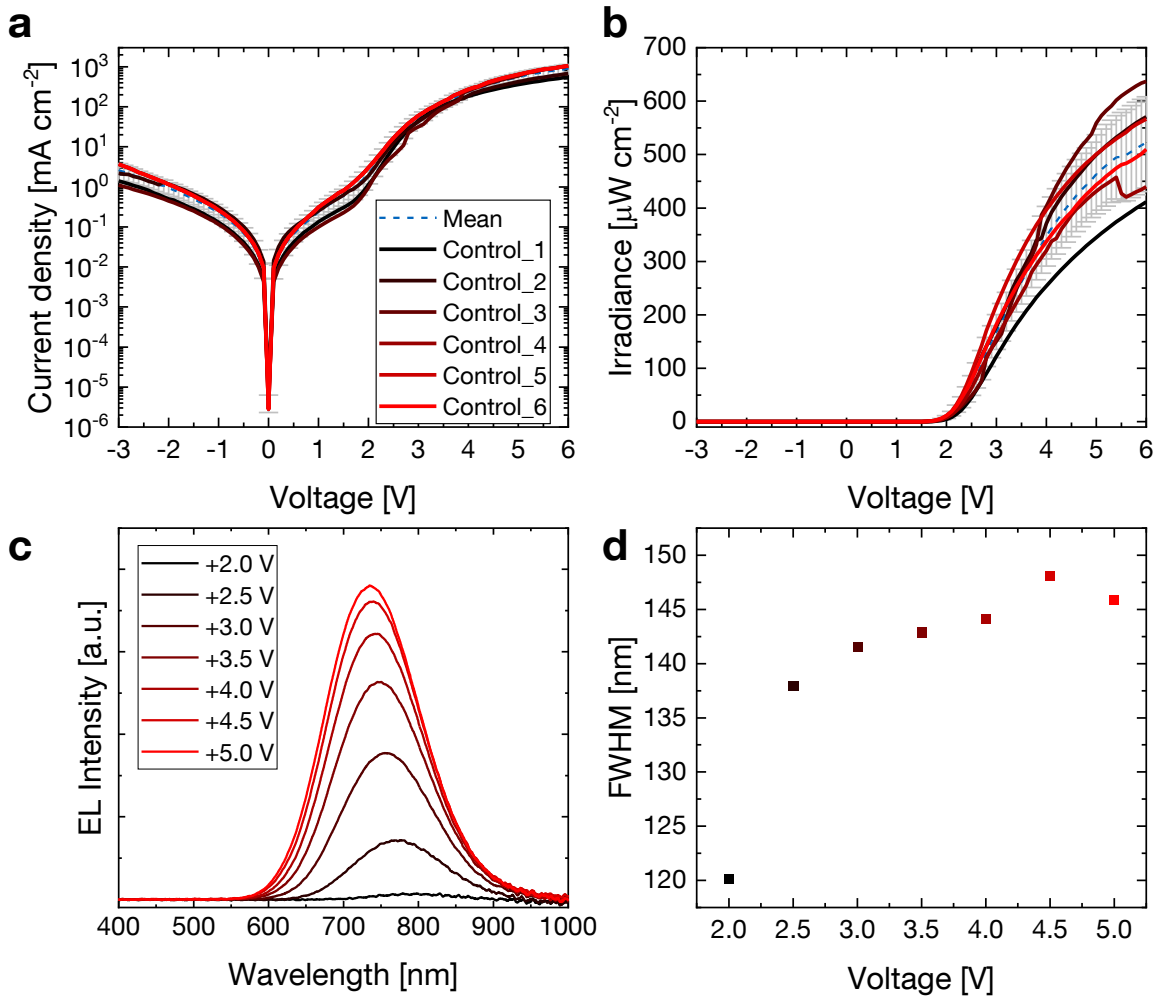 a
Current density [mA cm⁻²]
10³
10²
10¹
10⁰
10⁻¹
10⁻²
10⁻³
10⁻⁴
10⁻⁵
10⁻⁶
-3 -2 -1 0 1 2 3 4 5 6
Voltage [V]
Mean
Control_1
Control_2
Control_3
Control_4
Control_5
Control_6
b
Irradiance [µW cm⁻²]
700
600
500
400
300
200
100
0
-3 -2 -1 0 1 2 3 4 5 6
Voltage [V]
c
EL Intensity [a.u.]
+2.0 V
+2.5 V
+3.0 V
+3.5 V
+4.0 V
+4.5 V
+5.0 V
400 500 600 700 800 900 1000
Wavelength [nm]
d
FWHM [nm]
150
145
140
135
130
125
120
2.0 2.5 3.0 3.5 4.0 4.5 5.0
Voltage [V]